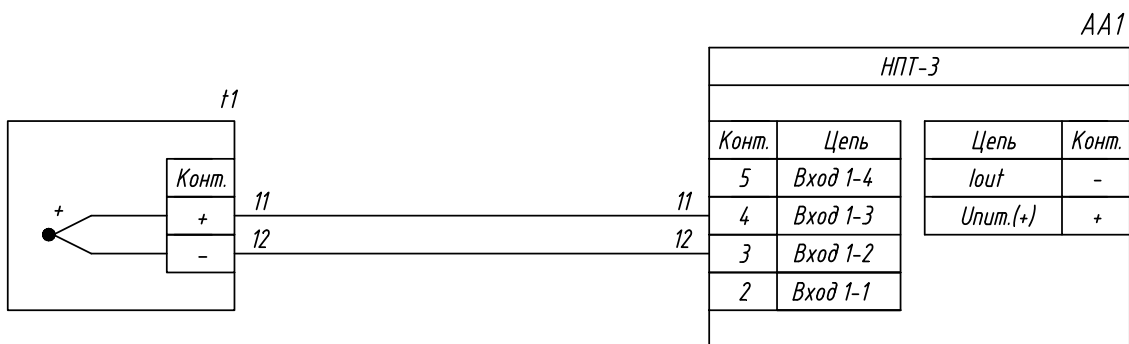 АА1
НПТ-3
t1
Конт. Цепь Цепь Конт.
Конт. 5 Вход 1-4 Iout -
+ + 11 11 4 Вход 1-3 Uпит.(+) +
- 12 12 3 Вход 1-2
2 Вход 1-1